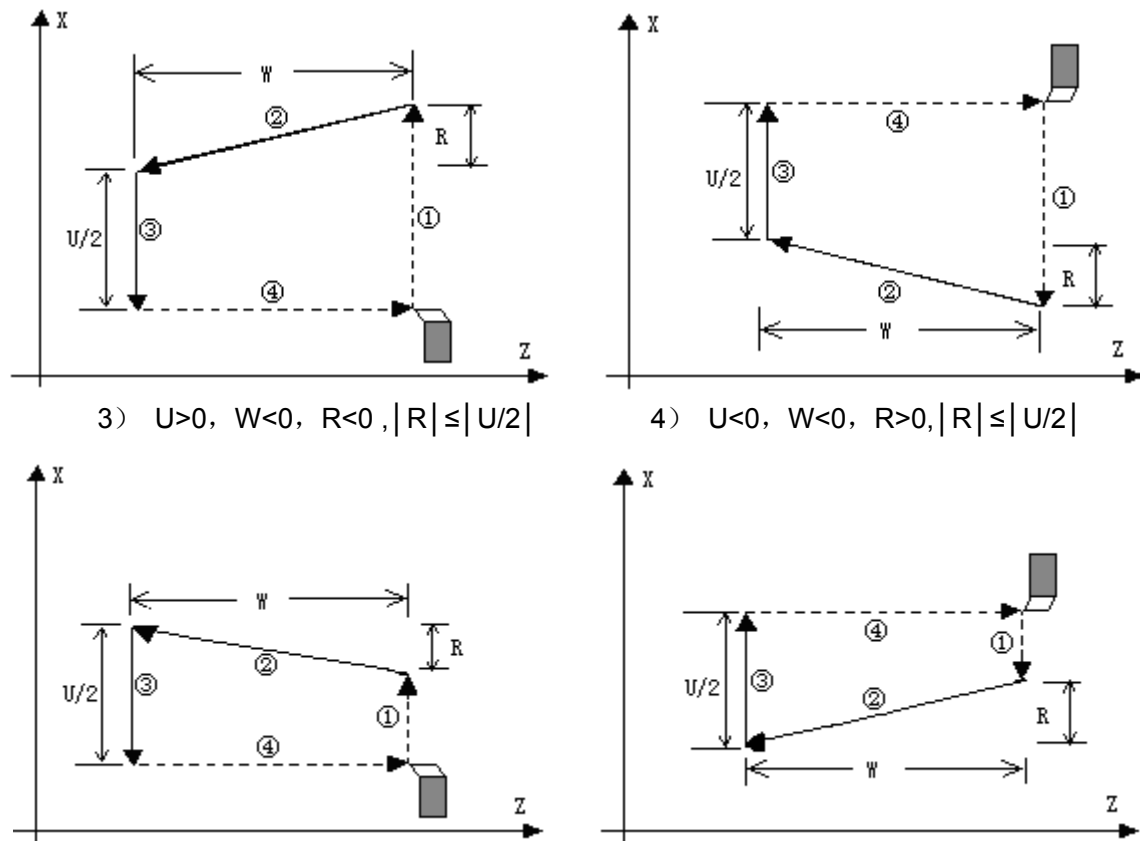 X
W
②
R
U/2
③
①
④
Z
X
④
U/2
③
①
②
R
W
Z
3） U>0，W<0，R<0 ,│R│≤│U/2│
4） U<0，W<0，R>0,│R│≤│U/2│
X
W
R
②
U/2
③
①
④
Z
X
④
①
U/2
③
②
R
W
Z